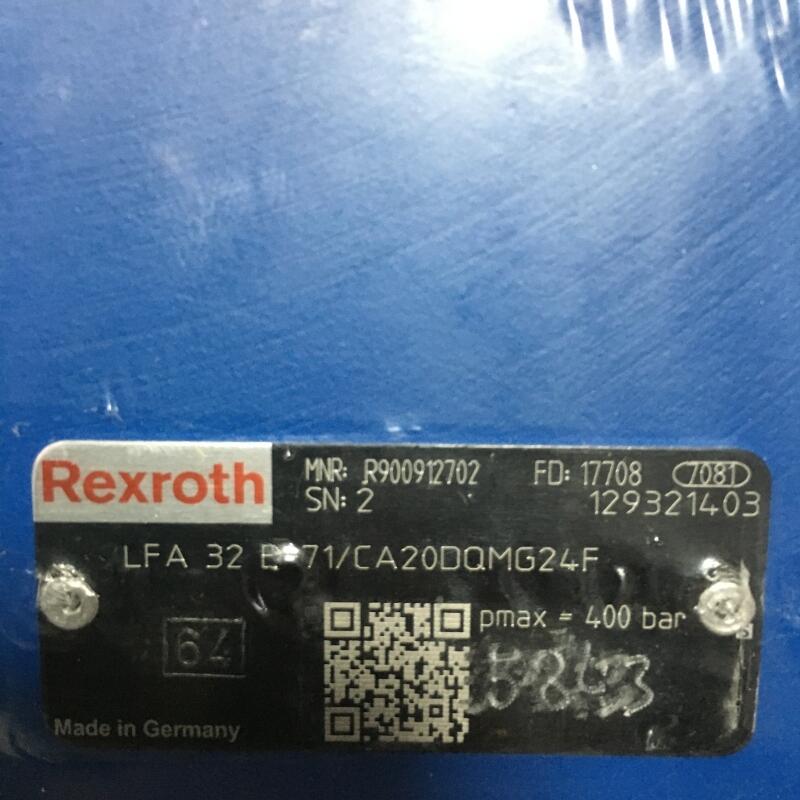 Rexroth
MNR: R900912702 FD: 17708 7081
SN: 2 129321403
LFA 32 E-71/CA20DQMG24F
pmax = 400 bar
64
Made in Germany